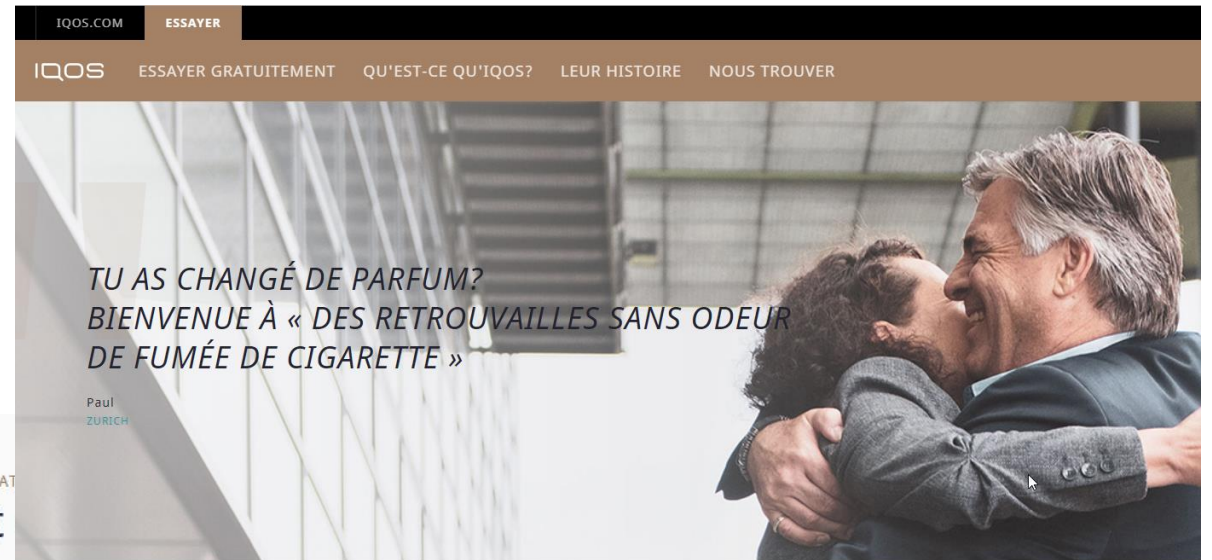 IQOS.COM
ESSAYER
IQOS
ESSAYER GRATUITEMENT
QU'EST-CE QU'IQOS?
LEUR HISTOIRE
NOUS TROUVER
TU AS CHANGÉ DE PARFUM?
BIENVENUE À « DES RETROUVAILLES SANS ODEUR
DE FUMÉE DE CIGARETTE »
Paul
ZURICH